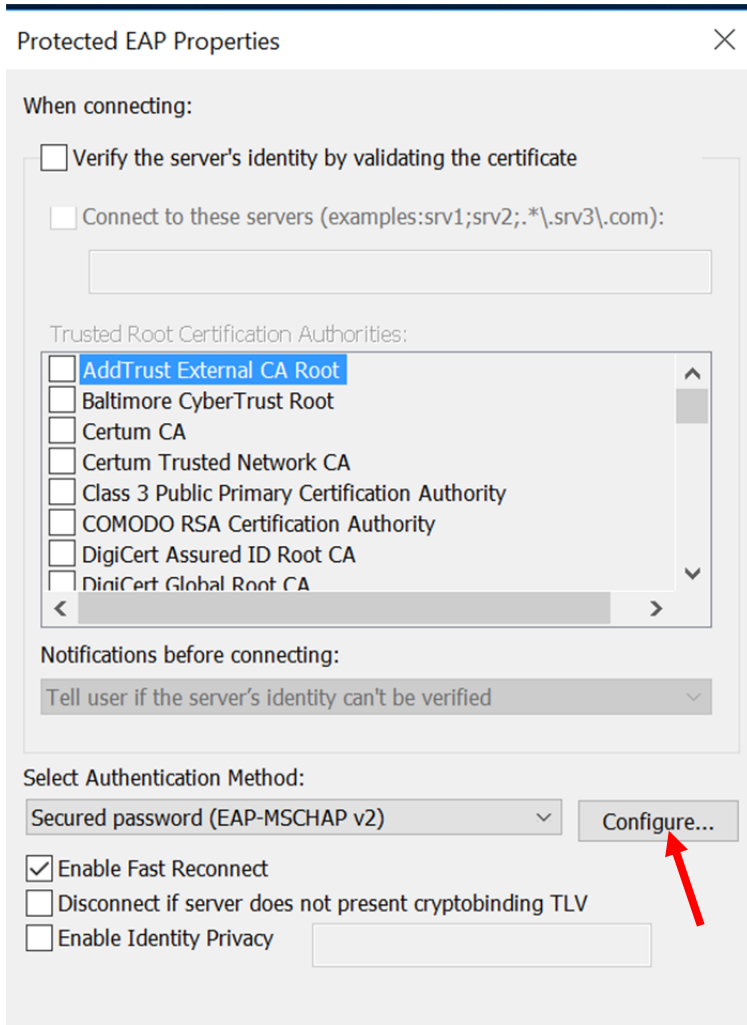 Protected EAP Properties
When connecting:
Verify the server's identity by validating the certificate
Connect to these servers (examples:srv1;srv2;.*\.srv3\.com):
Trusted Root Certification Authorities:
AddTrust External CA Root
Baltimore CyberTrust Root
Certum CA
Certum Trusted Network CA
Class 3 Public Primary Certification Authority
COMODO RSA Certification Authority
DigiCert Assured ID Root CA
DigiCert Global Root CA
Notifications before connecting:
Tell user if the server's identity can't be verified
Select Authentication Method:
Secured password (EAP-MSCHAP v2)
Configure...
Enable Fast Reconnect
Disconnect if server does not present cryptobinding TLV
Enable Identity Privacy